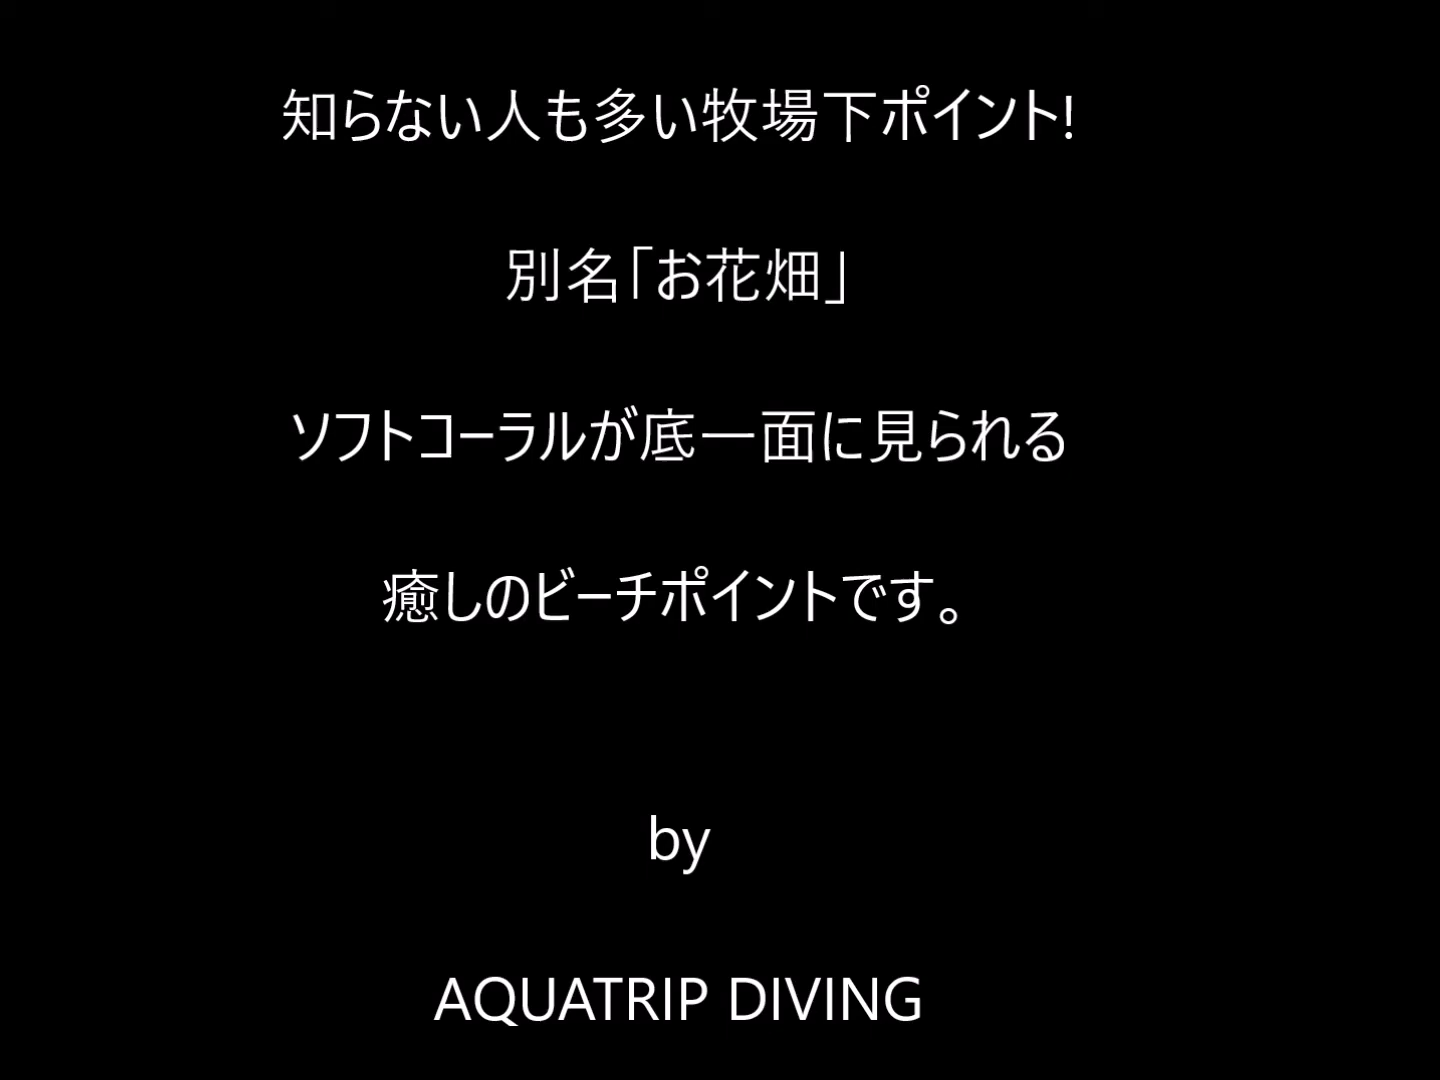 知らない人も多い牧場下ポイント!
別名「お花畑」
ソフトコーラルが底一面に見られる
癒しのビーチポイントです。
by
AQUATRIP DIVING